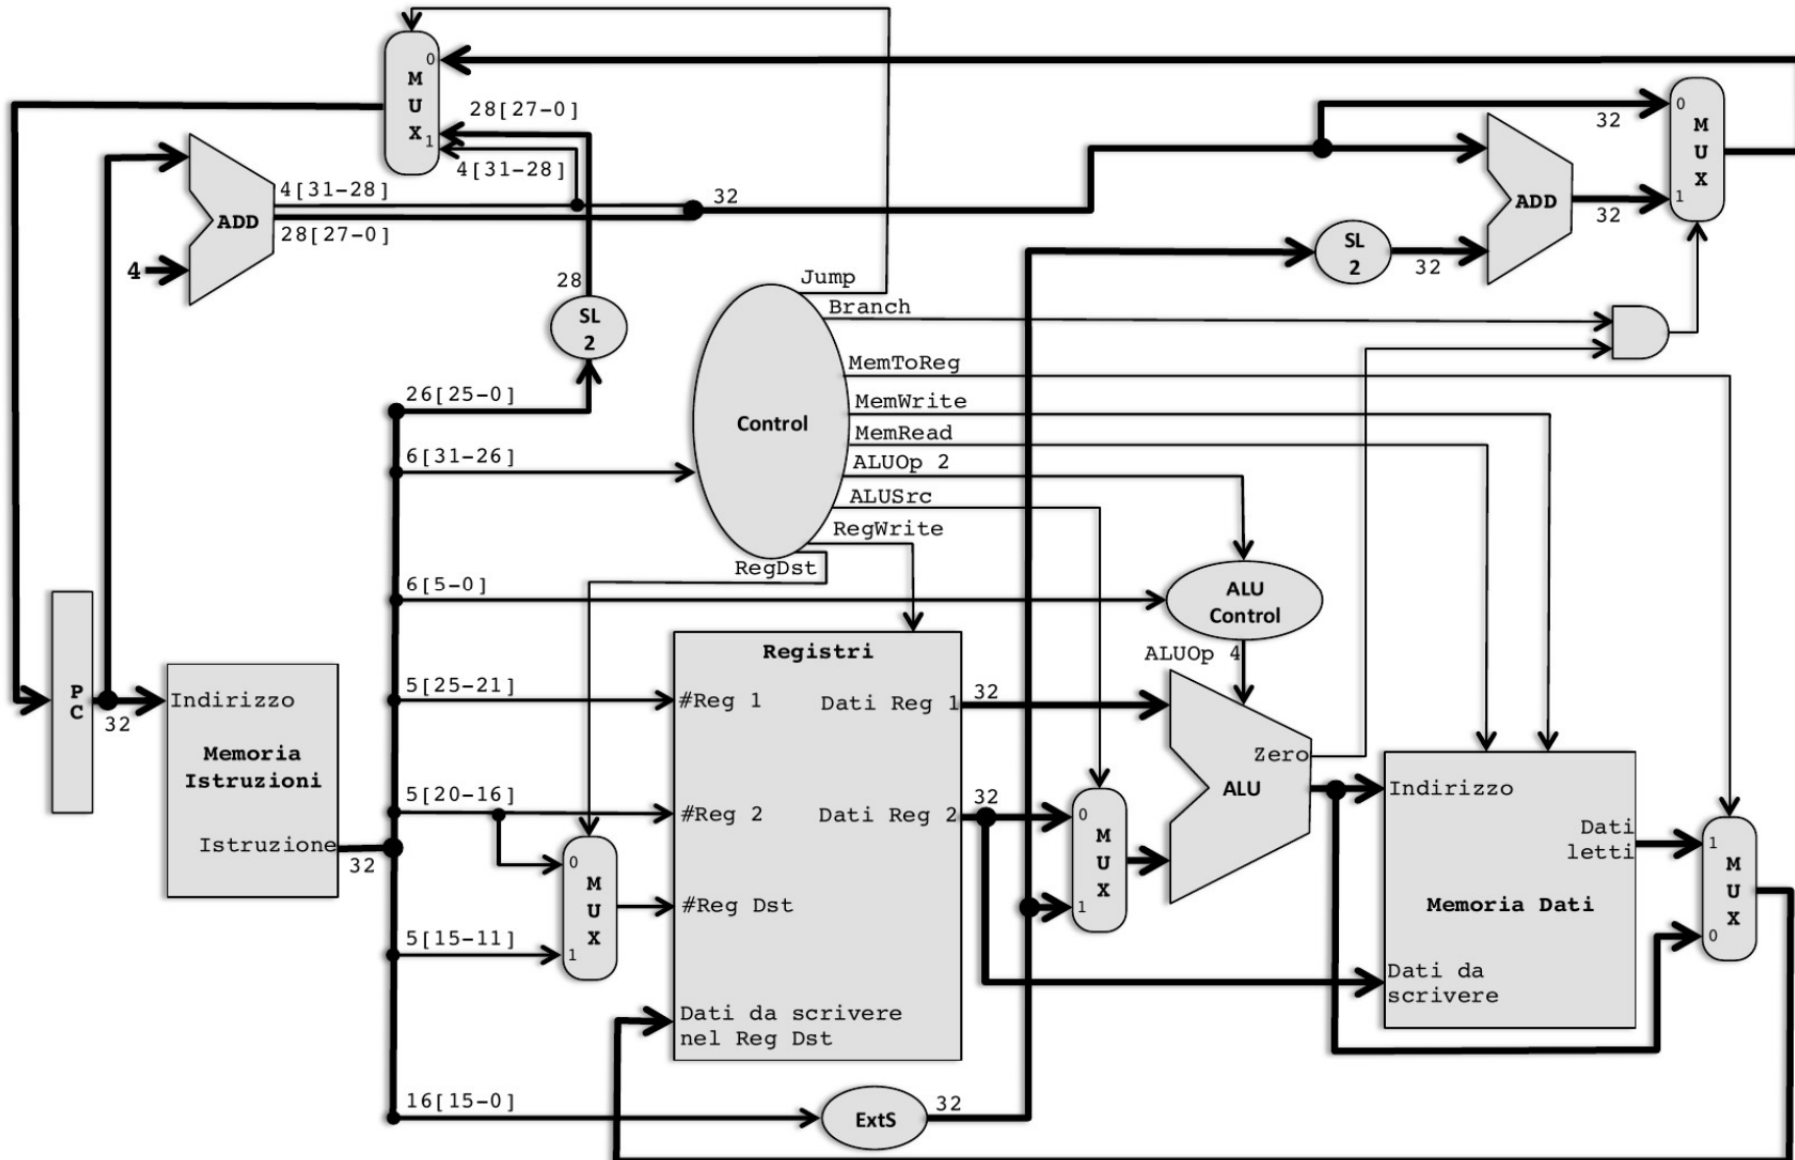 M
U
X
0
1
28[27-0]
4[31-28]
4[31-28]
28[27-0]
ADD
4
32
32
0
M
U
X
1
ADD
32
SL
2
32
28
SL
2
Jump
Branch
MemToReg
MemWrite
MemRead
ALUOp 2
ALUSrc
RegWrite
RegDst
Control
26[25-0]
6[31-26]
6[5-0]
ALU
Control
ALUOp 4
P
C
32
Indirizzo
Memoria
Istruzioni
Istruzione
32
5[25-21]
5[20-16]
5[15-11]
16[15-0]
0
M
U
X
1
Registri
#Reg 1
Dati Reg 1
32
#Reg 2
Dati Reg 2
32
#Reg Dst
Dati da scrivere
nel Reg Dst
ExtS
32
0
M
U
X
1
Zero
ALU
Indirizzo
Dati
letti
Memoria Dati
Dati da
scrivere
1
M
U
X
0